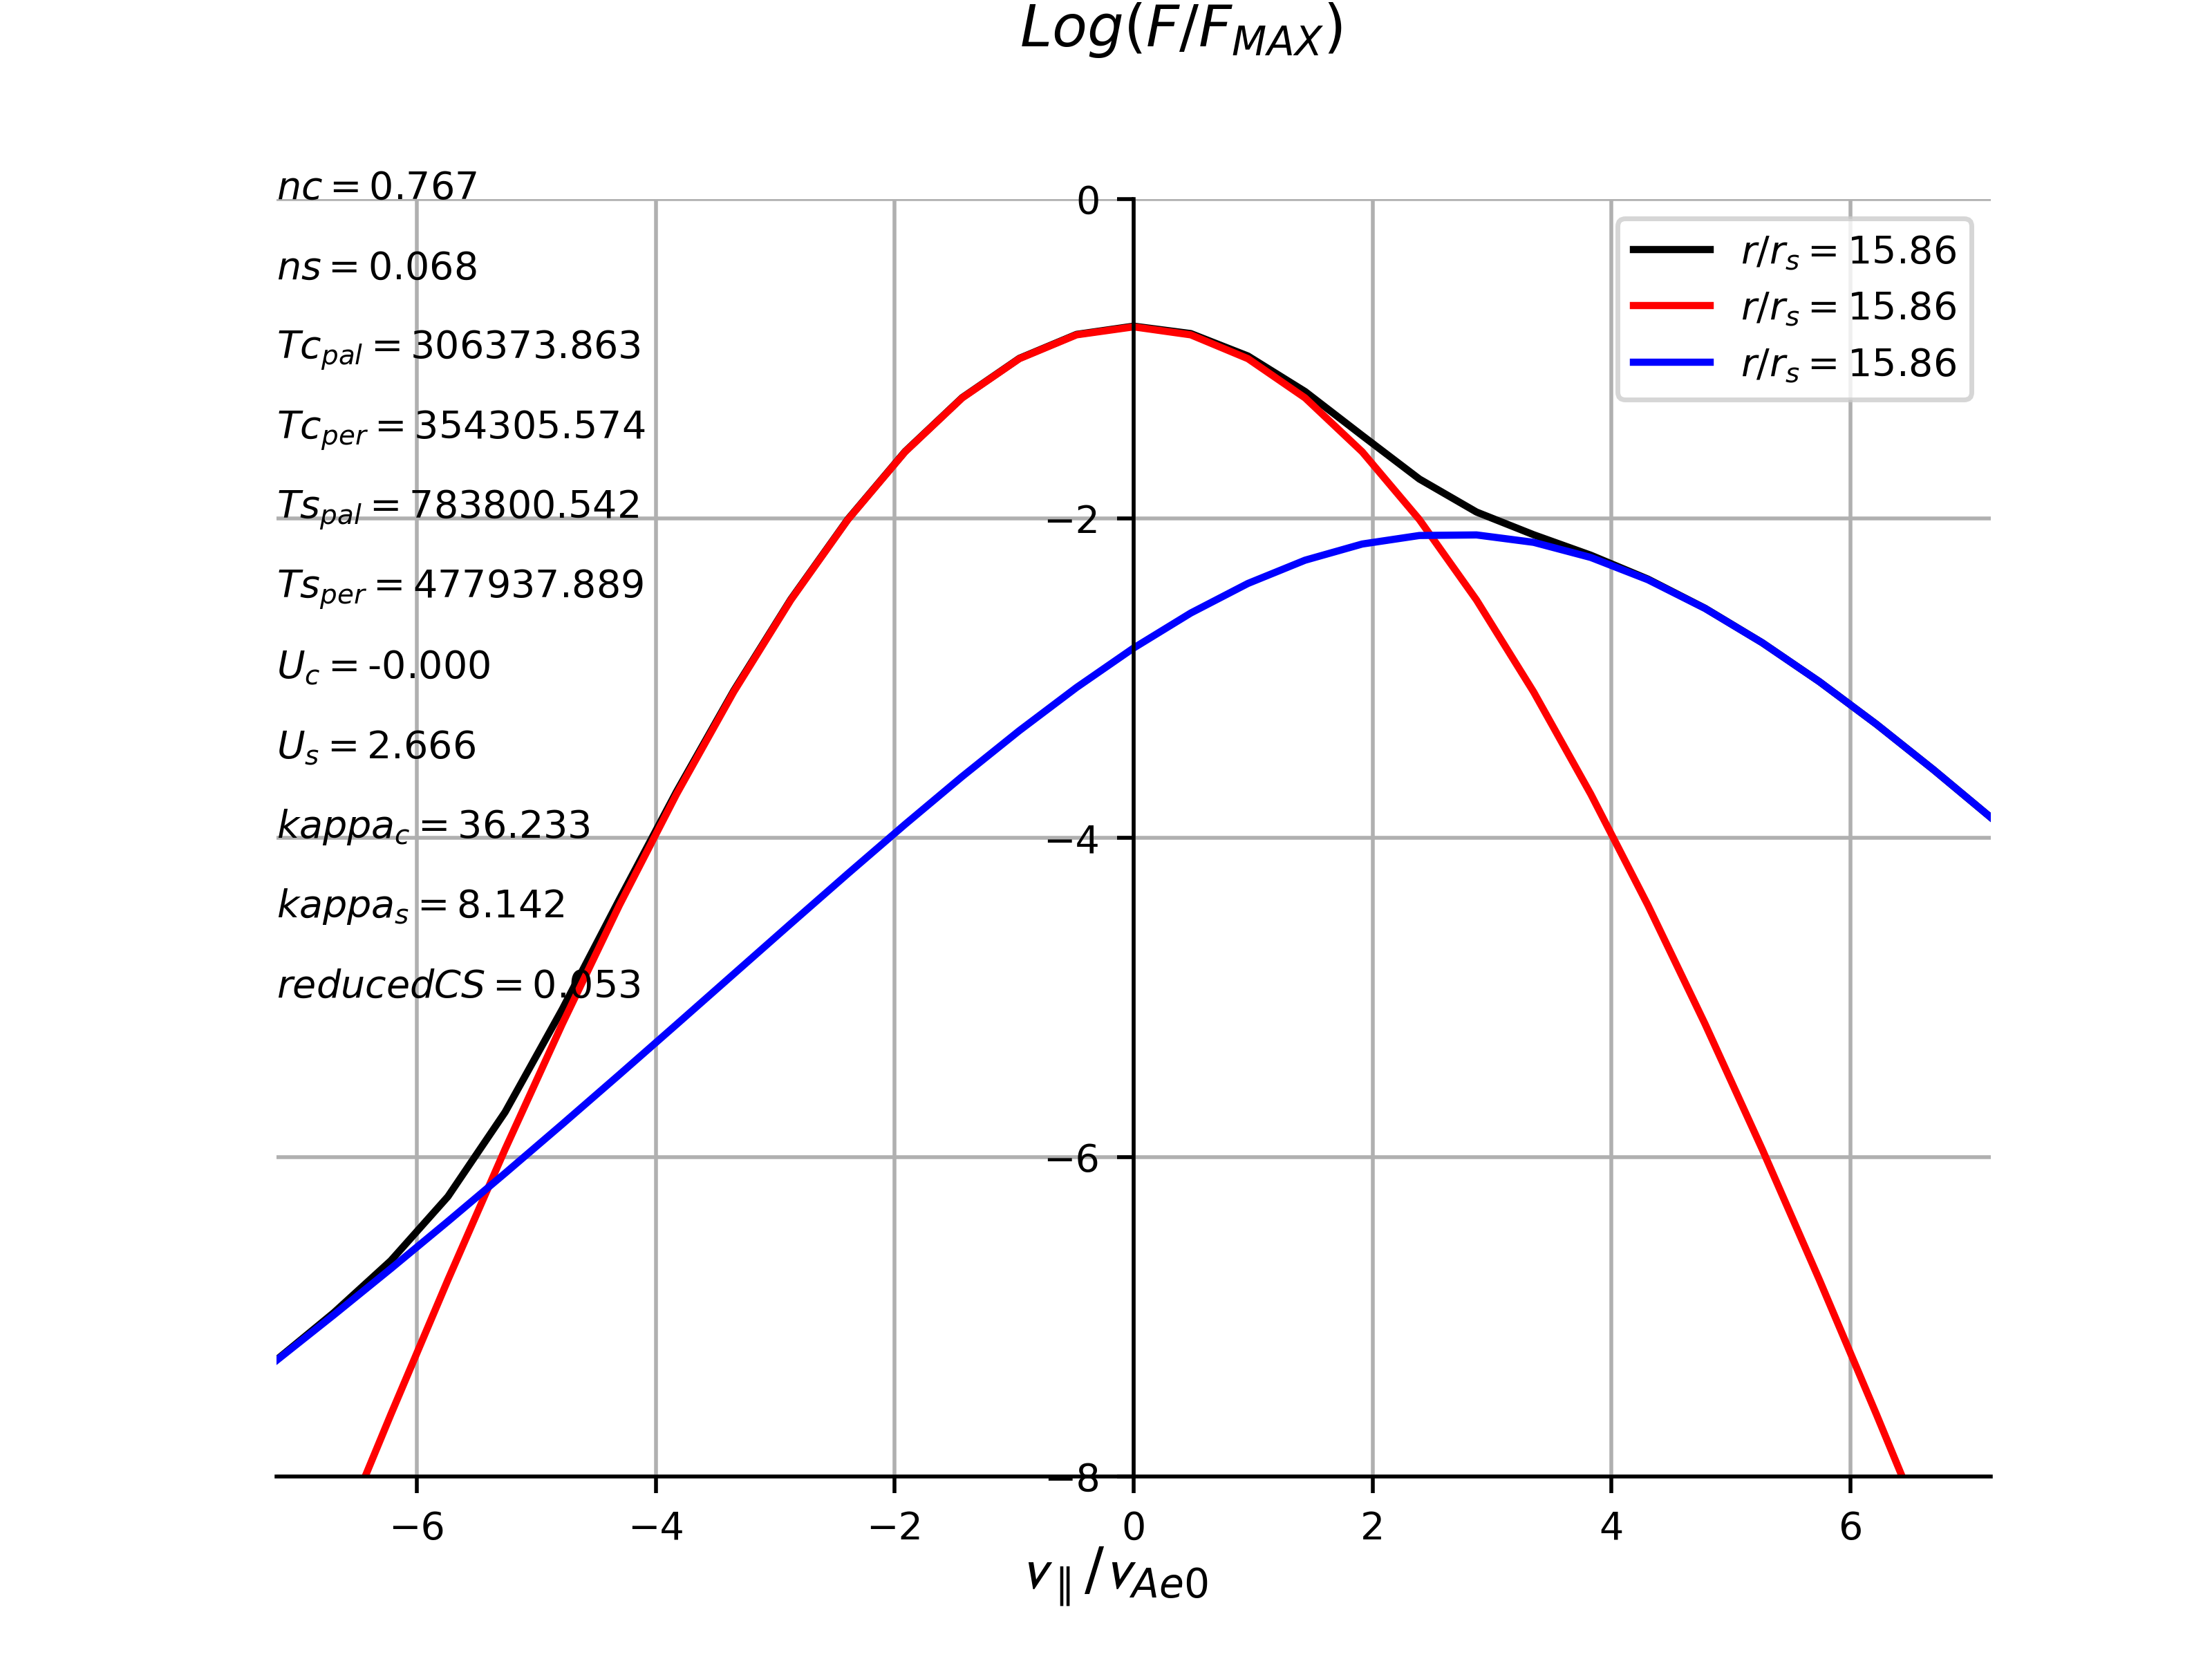 Log(F/F_MAX)
nc = 0.767
ns = 0.068
Tc_pal = 306373.863
Tc_per = 354305.574
Ts_pal = 783800.542
Ts_per = 477937.889
U_c = -0.000
U_s = 2.666
kappa_c = 36.233
kappa_s = 8.142
reducedCS = 0.053
r/r_s = 15.86
r/r_s = 15.86
r/r_s = 15.86
0
−2
−4
−6
−8
−6 −4 −2 0 2 4 6
v_∥/v_Ae0